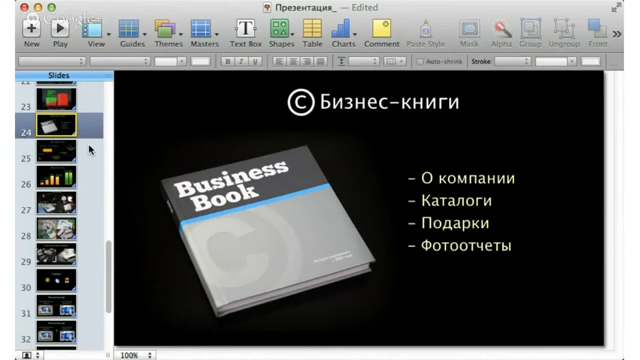 Презентация_ — Edited
Google+
New
Play
View
Guides
Themes
Masters
Text Box
Shapes
Table
Charts
Comment
Paste Style
Mask
Alpha
Group
Ungroup
Front
B I U
Auto-shrink
Stroke:
Slides
22
23
24
25
26
27
28
29
30
31
32
© Бизнес-книги
Business
Book
– О компании
– Каталоги
– Подарки
– Фотоотчеты
100%